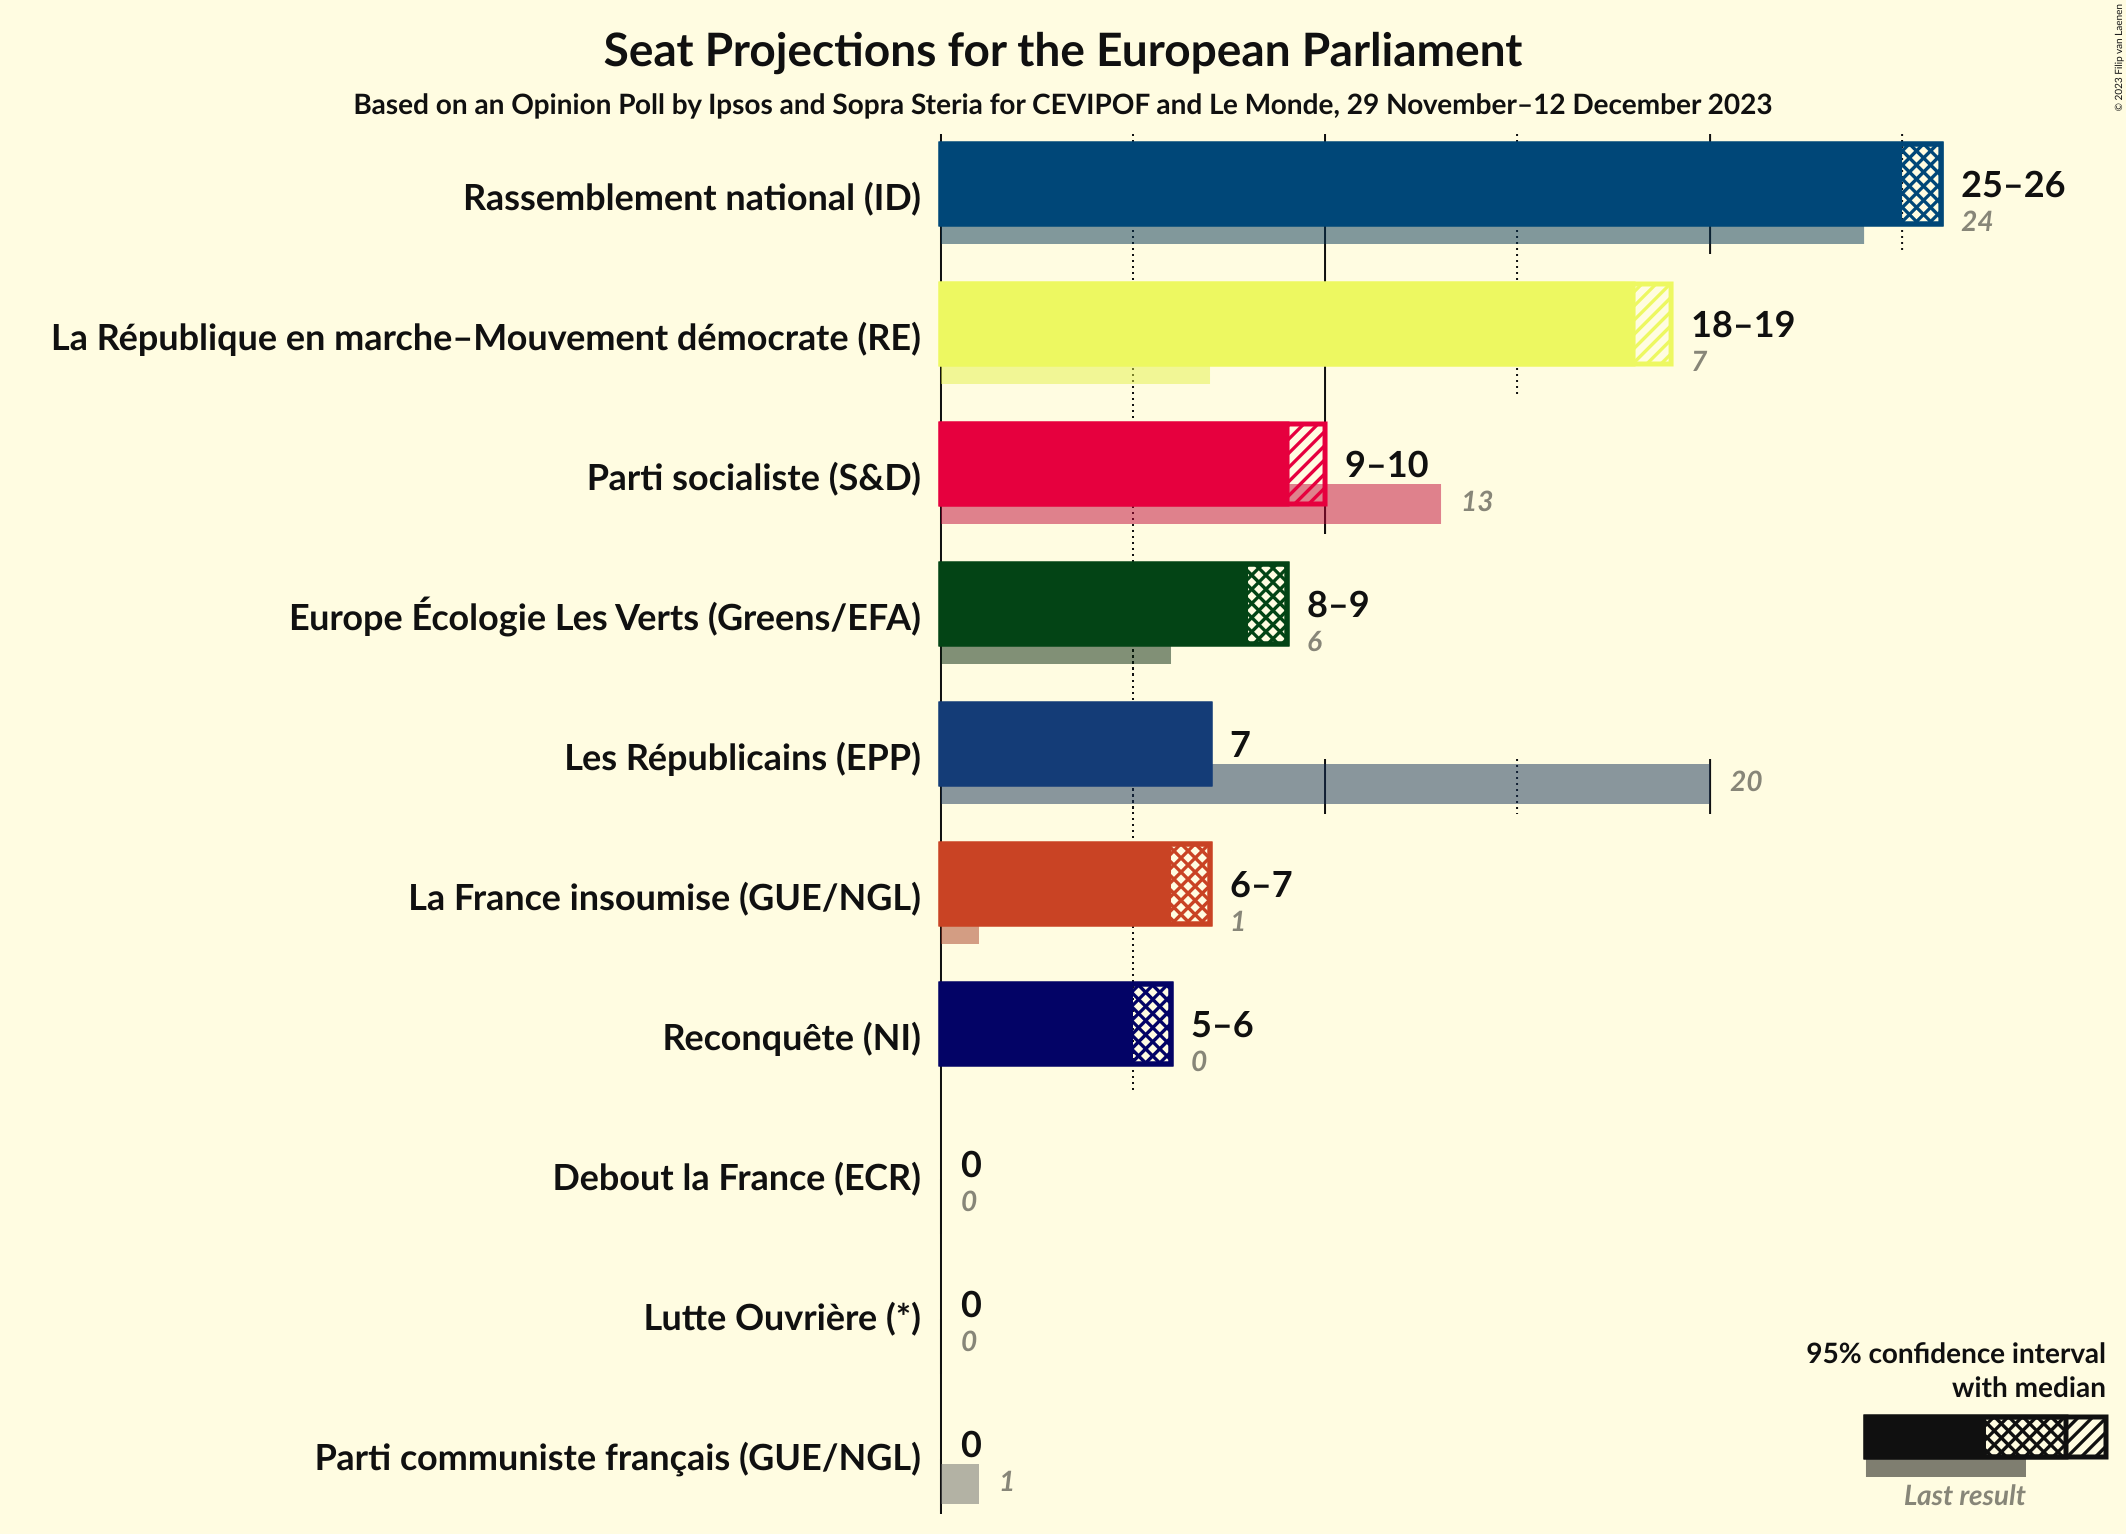 Seat Projections for the European Parliament
Based on an Opinion Poll by Ipsos and Sopra Steria for CEVIPOF and Le Monde, 29 November–12 December 2023
© 2023 Filip van Laenen
Rassemblement national (ID)
25–26
24
La République en marche–Mouvement démocrate (RE)
18–19
7
Parti socialiste (S&D)
9–10
13
Europe Écologie Les Verts (Greens/EFA)
8–9
6
Les Républicains (EPP)
7
20
La France insoumise (GUE/NGL)
6–7
1
Reconquête (NI)
5–6
0
Debout la France (ECR)
0
0
Lutte Ouvrière (*)
0
0
Parti communiste français (GUE/NGL)
0
1
95% confidence interval
with median
Last result